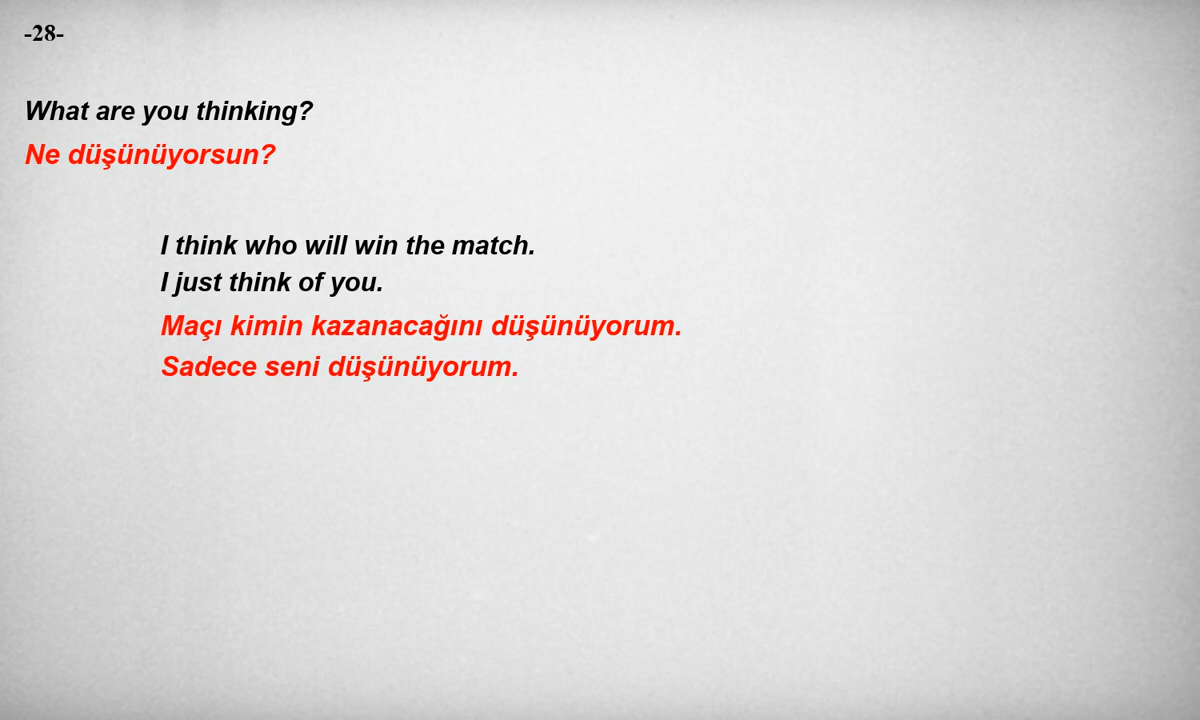 -28-
What are you thinking?
Ne düşünüyorsun?
I think who will win the match.
I just think of you.
Maçı kimin kazanacağını düşünüyorum.
Sadece seni düşünüyorum.